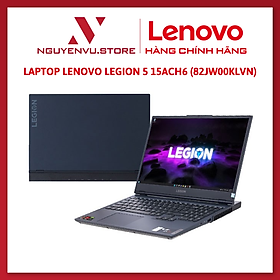 NGUYENVU.STORE
Lenovo
HÀNG CHÍNH HÃNG
LAPTOP LENOVO LEGION 5 15ACH6 (82JW00KLVN)
LEGION
LEGION